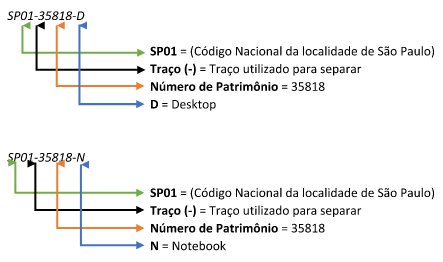 SP01-35818-D
SP01 = (Código Nacional da localidade de São Paulo)
Traço (-) = Traço utilizado para separar
Número de Patrimônio = 35818
D = Desktop
SP01-35818-N
SP01 = (Código Nacional da localidade de São Paulo)
Traço (-) = Traço utilizado para separar
Número de Patrimônio = 35818
N = Notebook